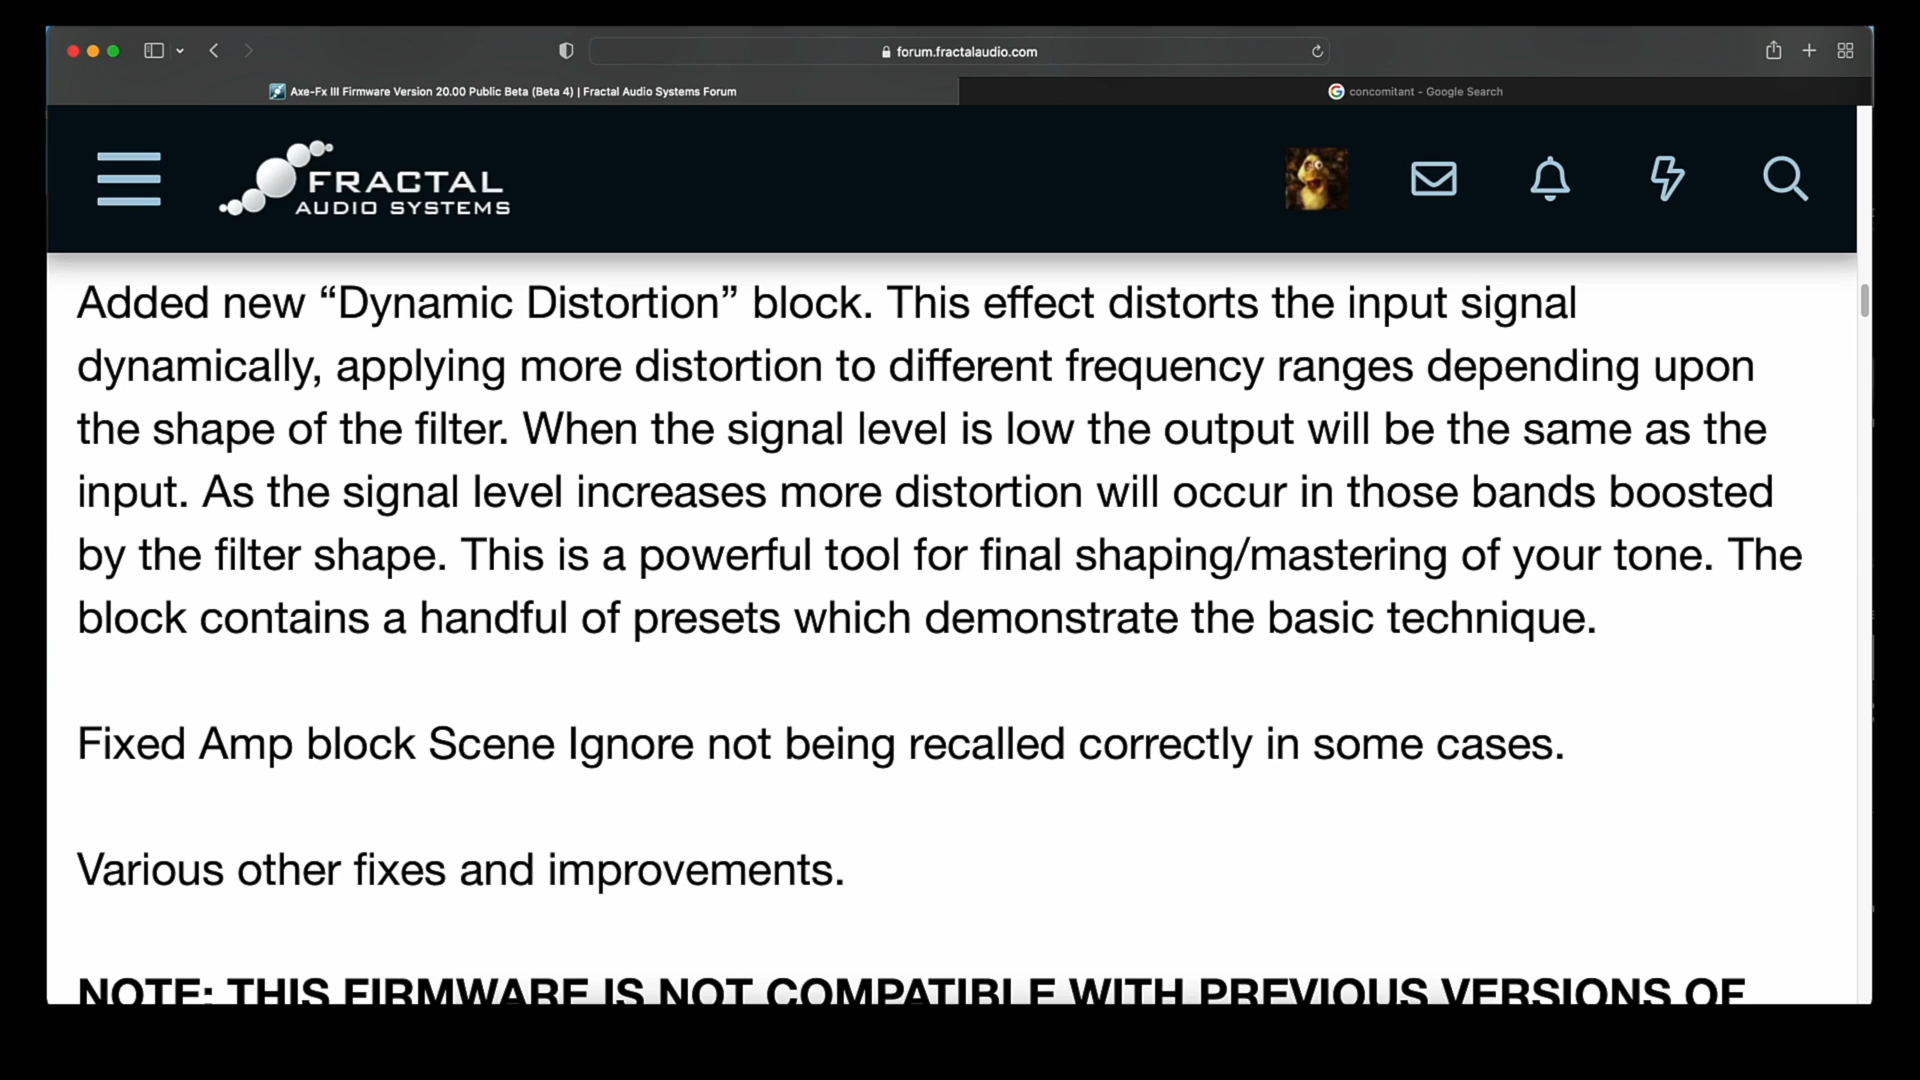 forum.fractalaudio.com
Axe-Fx III Firmware Version 20.00 Public Beta (Beta 4) | Fractal Audio Systems Forum
concomitant - Google Search
FRACTAL
AUDIO SYSTEMS
Added new “Dynamic Distortion” block. This effect distorts the input signal
dynamically, applying more distortion to different frequency ranges depending upon
the shape of the filter. When the signal level is low the output will be the same as the
input. As the signal level increases more distortion will occur in those bands boosted
by the filter shape. This is a powerful tool for final shaping/mastering of your tone. The
block contains a handful of presets which demonstrate the basic technique.
Fixed Amp block Scene Ignore not being recalled correctly in some cases.
Various other fixes and improvements.
NOTE: THIS FIRMWARE IS NOT COMPATIBLE WITH PREVIOUS VERSIONS OF